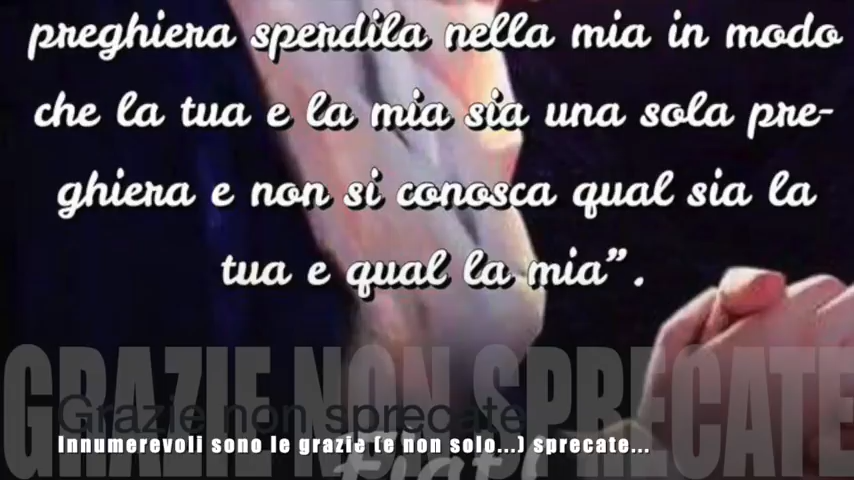 preghiera sperdila nella mia in modo
che la tua e la mia sia una sola pre-
ghiera e non si conosca qual sia la
tua e qual la mia”.
GRAZIE NON SPRECATE
Grazie non sprecate
Innumerevoli sono le grazie (e non solo...) sprecate...